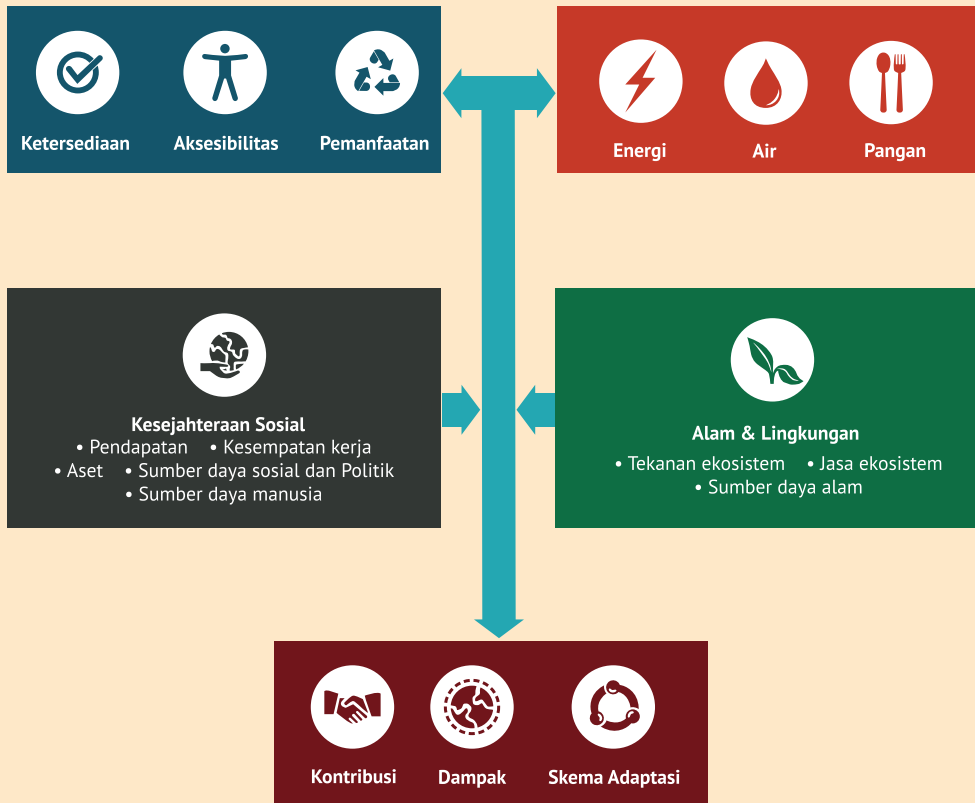 Ketersediaan
Aksesibilitas
Pemanfaatan
Energi
Air
Pangan
Kesejahteraan Sosial
• Pendapatan • Kesempatan kerja
• Aset • Sumber daya sosial dan Politik
• Sumber daya manusia
Alam & Lingkungan
• Tekanan ekosistem • Jasa ekosistem
• Sumber daya alam
Kontribusi
Dampak
Skema Adaptasi